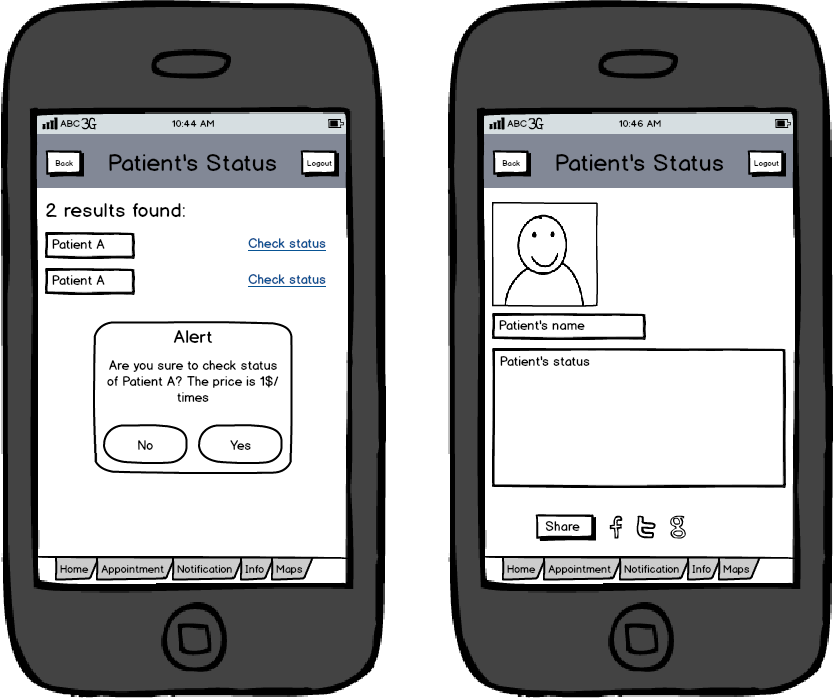 ABC 3G 10:44 AM
Back Patient's Status Logout
2 results found:
Patient A Check status
Patient A Check status
Alert
Are you sure to check status
of Patient A? The price is 1$/
times
No Yes
Home Appointment Notification Info Maps
ABC 3G 10:46 AM
Back Patient's Status Logout
Patient's name
Patient's status
Share f t g
Home Appointment Notification Info Maps